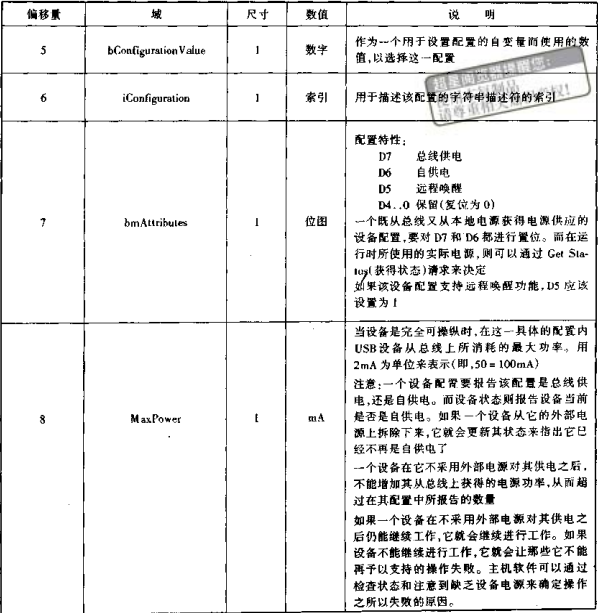 偏移量 域 尺寸 数值 说 明
5 bConfigurationValue 1 数字 作为一个用于设置配置的自变量而使用的数
值,以选择这一配置
6 iConfiguration 1 索引 用于描述该配置的字符串描述符的索引
7 bmAttributes 1 位图 配置特性:
D7 总线供电
D6 自供电
D5 远程唤醒
D4..0 保留(复位为 0)
一个既从总线又从本地电源获得电源供应的
设备配置,要对 D7 和 D6 都进行置位。而在运
行时所使用的实际电源,则可以通过 Get Sta-
tus(获得状态)请求来决定
如果该设备配置支持远程唤醒功能,D5 应该
设置为 1
8 MaxPower 1 mA 当设备是完全可操纵时,在这一具体的配置内
USB 设备从总线上所消耗的最大功率。用
2mA 为单位来表示(即,50 = 100mA)
注意:一个设备配臂要报告该配置是总线供
电,还是自供电。而设备状态则报告设备当前
是否是自供电。如果一个设备从它的外部电
源上拆除下来,它就会更新其状态来指出它已
经不再是自供电了
一个设备在它不采用外部电源对其供电之后,
不能增加其从总线上获得的电源功率,从而超
过在其配置中所报告的数量
如果一个设备在不采用外部电源对其供电之
后仍能继续工作,它就会继续进行工作。如果
设备不能继续进行工作,它就会让那些它不能
再予以支持的操作失败。主机软件可以通过
检查状态和注意到缺乏设备电源来确定操作
之所以失败的原因。